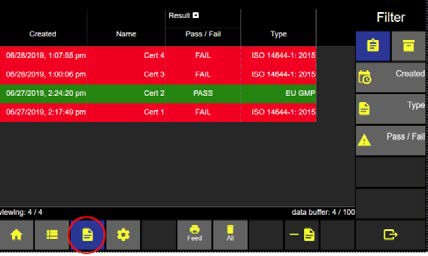 Result
Filter
Created Name Pass / Fail Type
06/28/2019, 1:07:55 pm Cert 4 FAIL ISO 14644-1: 2015
06/28/2019, 1:00:06 pm Cert 3 FAIL ISO 14644-1: 2015
06/27/2019, 2:24:20 pm Cert 2 PASS EU GMP
06/27/2019, 2:17:49 pm Cert 1 FAIL ISO 14644-1: 2015
Created
Type
Pass / Fail
viewing: 4 / 4 data buffer: 4 / 100
Feed All